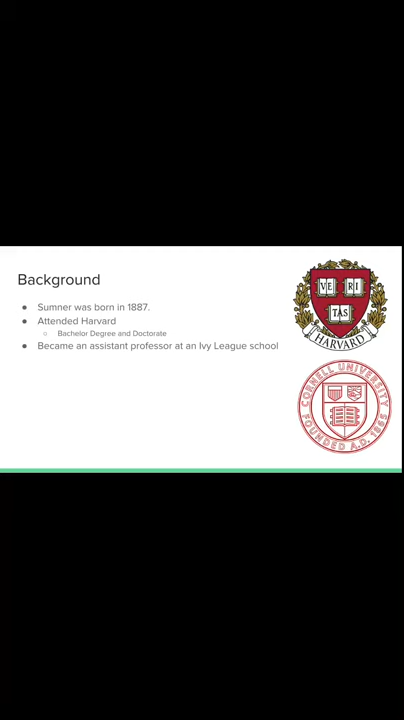 Background
● Sumner was born in 1887.
● Attended Harvard
○ Bachelor Degree and Doctorate
● Became an assistant professor at an Ivy League school
VE RI
TAS
HARVARD
CORNELL UNIVERSITY
FOUNDED A.D. 1865